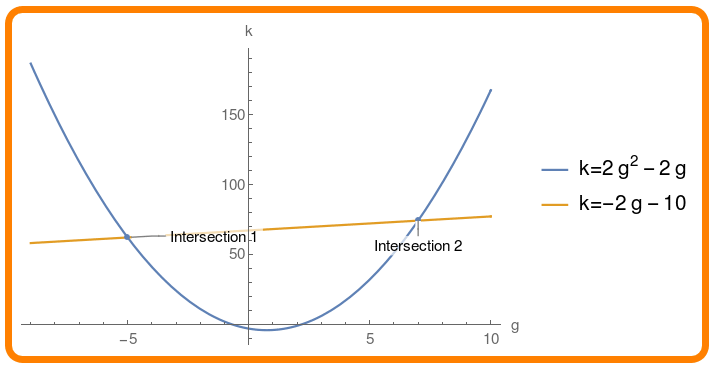 k
150
100
50
Intersection 1
Intersection 2
−5
5
10
g
k=2 g² − 2 g
k=−2 g − 10